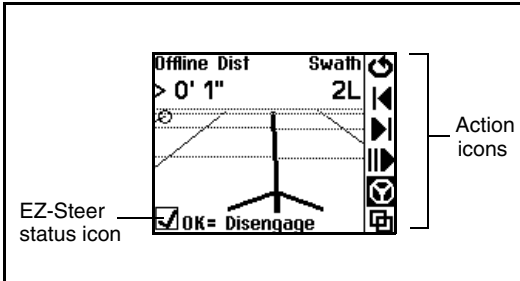 Offline Dist Swath
> 0' 1" 2L
Action
icons
EZ-Steer
status icon
OK= Disengage